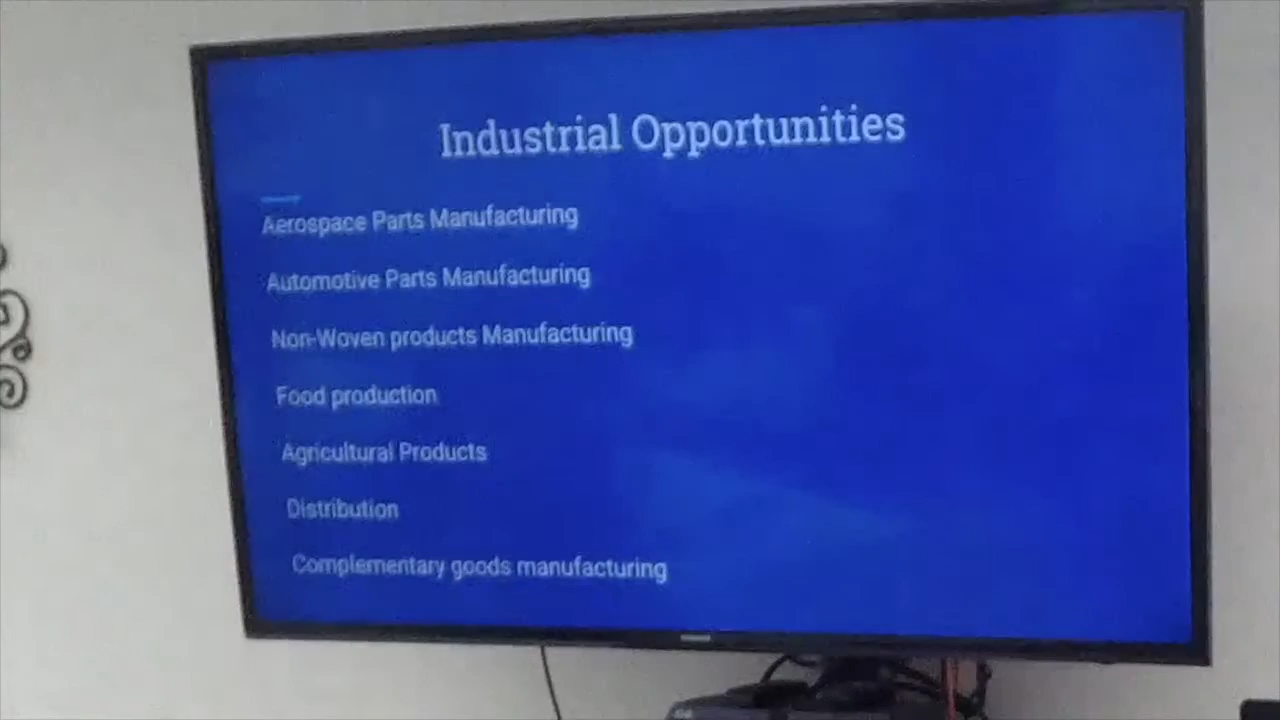 Industrial Opportunities
Aerospace Parts Manufacturing
Automotive Parts Manufacturing
Non-Woven products Manufacturing
Food production
Agricultural Products
Distribution
Complementary goods manufacturing